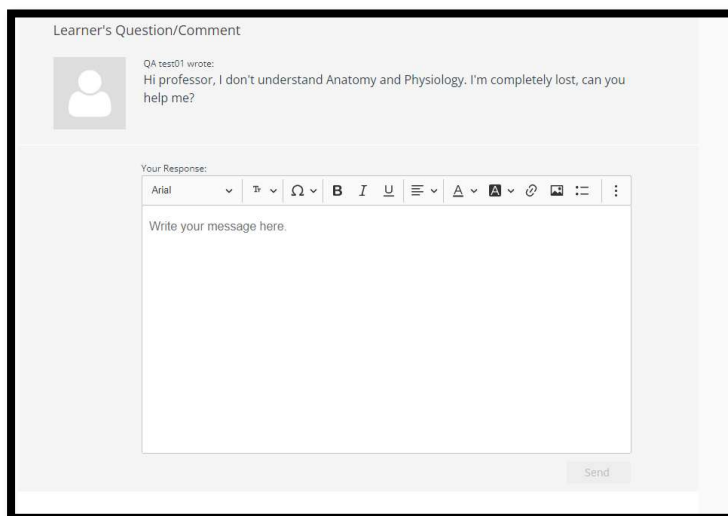 Learner's Question/Comment
QA test01 wrote:
Hi professor, I don't understand Anatomy and Physiology. I'm completely lost, can you
help me?
Your Response:
Arial Tr Ω B I U A A
Write your message here.
Send